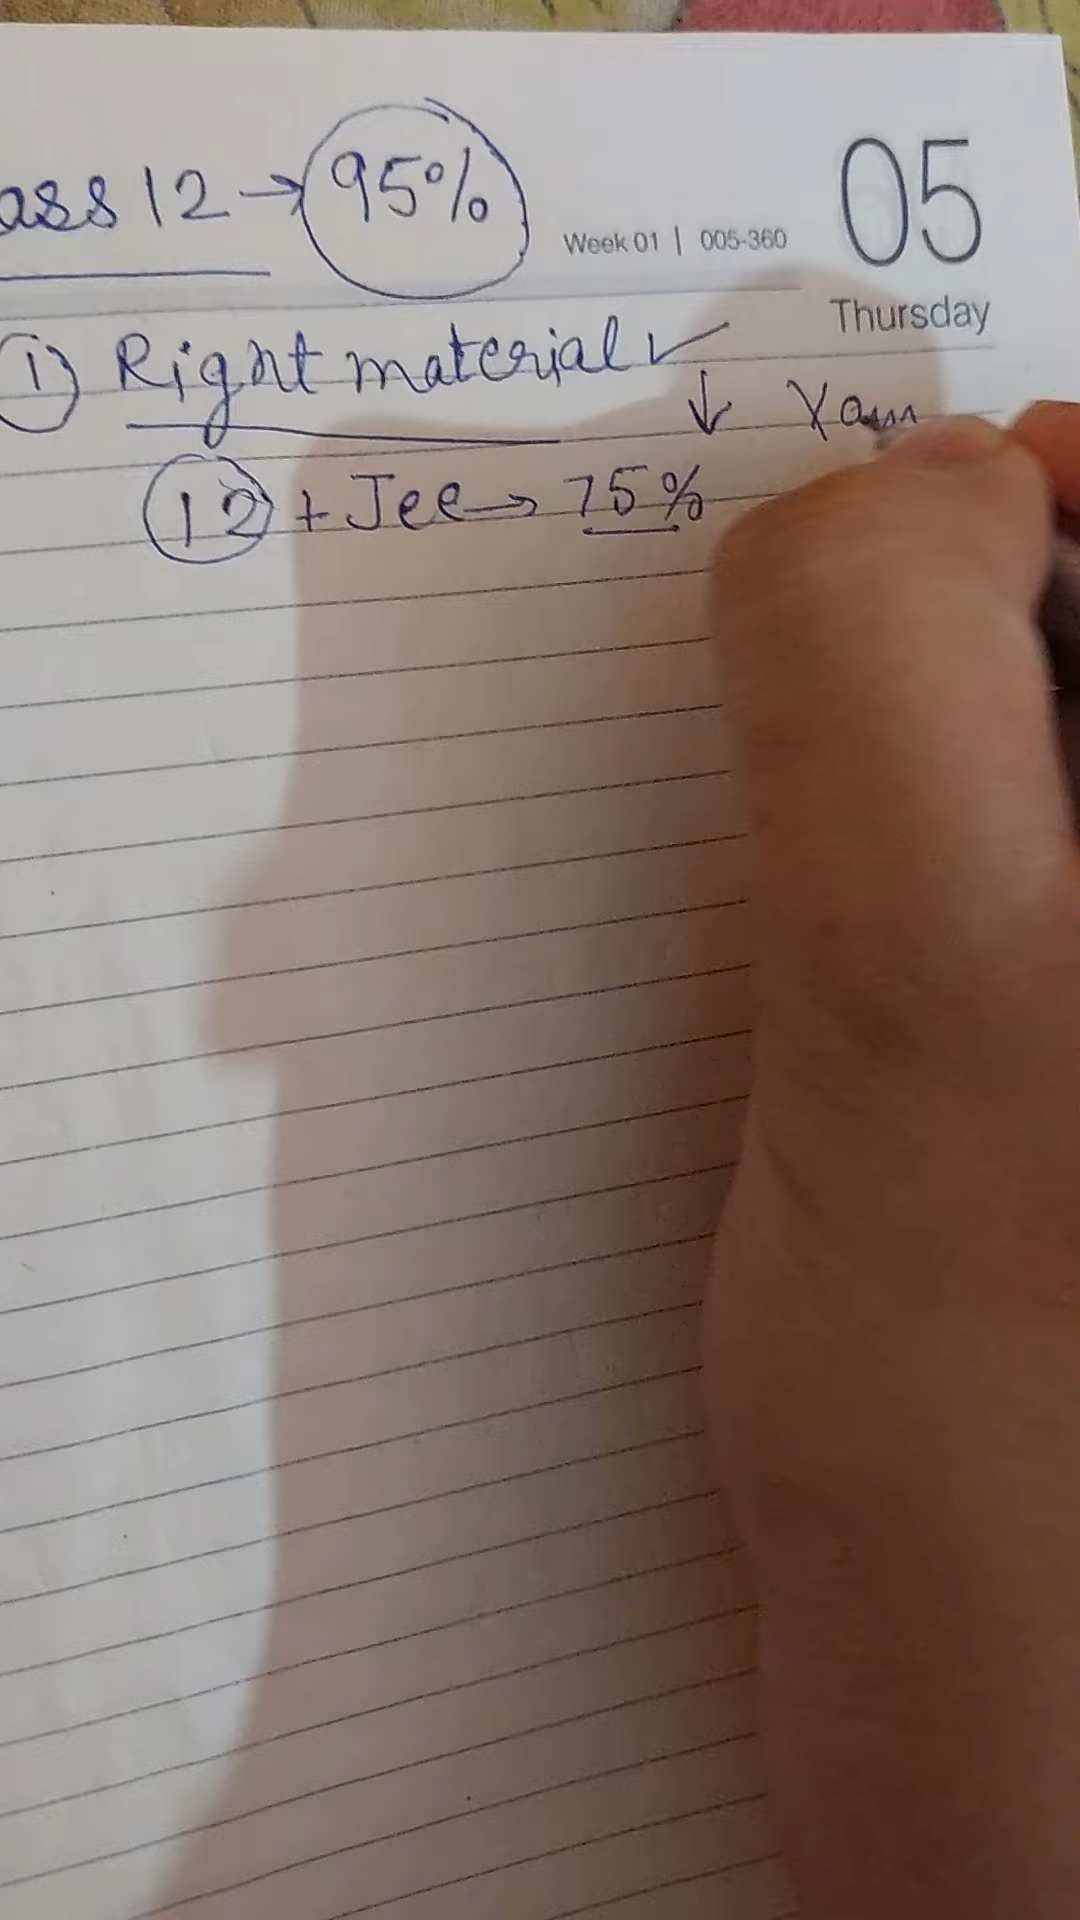 ass 12 → 95%
05
Week 01 | 005-360
Thursday
1) Right material ✓
↓
12 + Jee → 75%